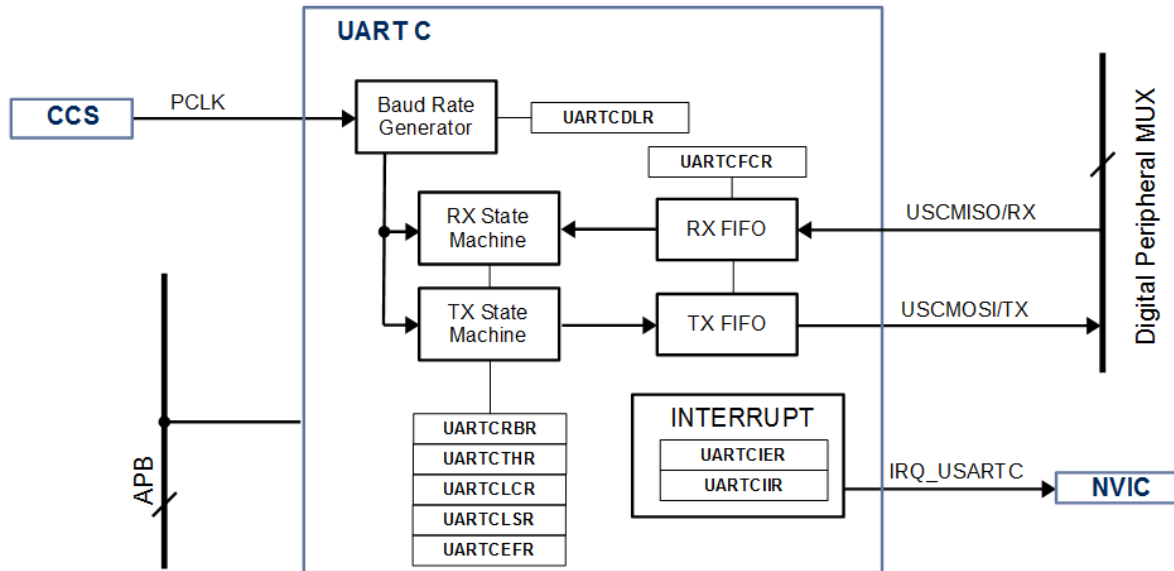 UART C
CCS
PCLK
Baud Rate
Generator
UARTCDLR
UARTCFCR
RX State
Machine
RX FIFO
USCMISO/RX
Digital Peripheral MUX
TX State
Machine
TX FIFO
USCMOSI/TX
APB
UARTCRBR
UARTCTHR
UARTCLCR
UARTCLSR
UARTCEFR
INTERRUPT
UARTCIER
UARTCIIR
IRQ_USARTC
NVIC